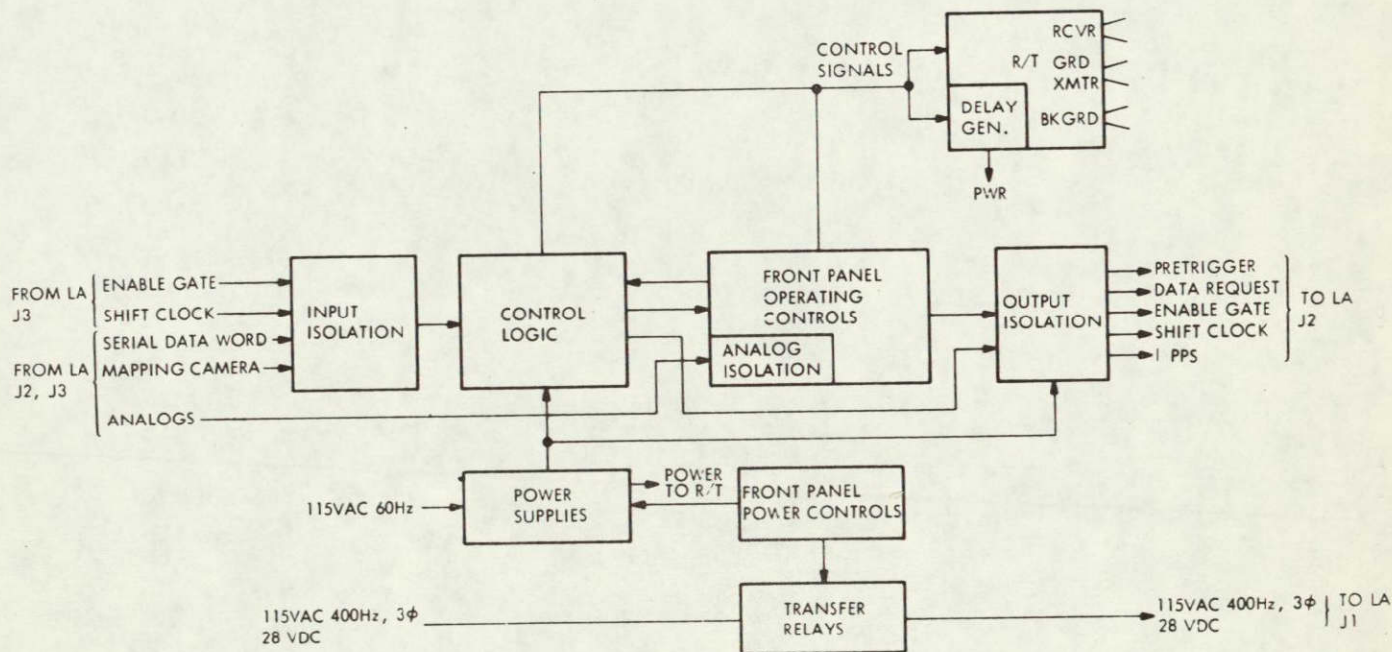 RCVR
CONTROL
SIGNALS
R/T GRD
XMTR
DELAY
GEN.
BKGRD
PWR
FROM LA
J3
ENABLE GATE
SHIFT CLOCK
FROM LA
J2, J3
SERIAL DATA WORD
MAPPING CAMERA
ANALOGS
INPUT
ISOLATION
CONTROL
LOGIC
FRONT PANEL
OPERATING
CONTROLS
ANALOG
ISOLATION
OUTPUT
ISOLATION
PRETRIGGER
DATA REQUEST
ENABLE GATE
SHIFT CLOCK
1 PPS
TO LA
J2
115VAC 60Hz
POWER
SUPPLIES
POWER
TO R/T
FRONT PANEL
POWER CONTROLS
115VAC 400Hz, 3ϕ
28 VDC
TRANSFER
RELAYS
115VAC 400Hz, 3ϕ
28 VDC
TO LA
J1